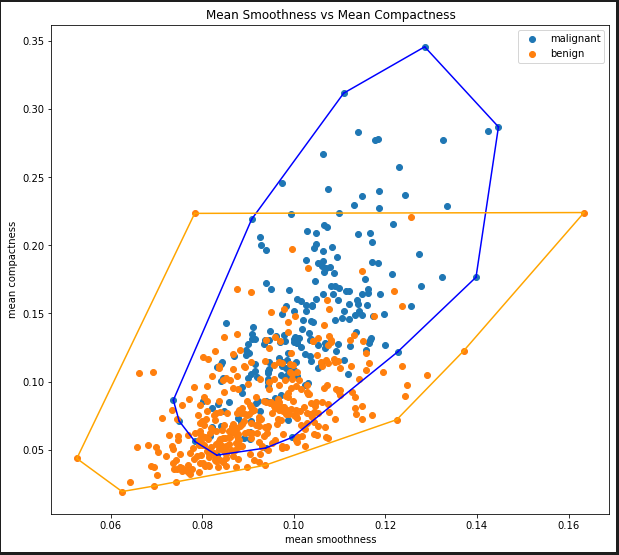 Mean Smoothness vs Mean Compactness
malignant
benign
0.35
0.30
0.25
0.20
0.15
0.10
0.05
mean compactness
0.06 0.08 0.10 0.12 0.14 0.16
mean smoothness